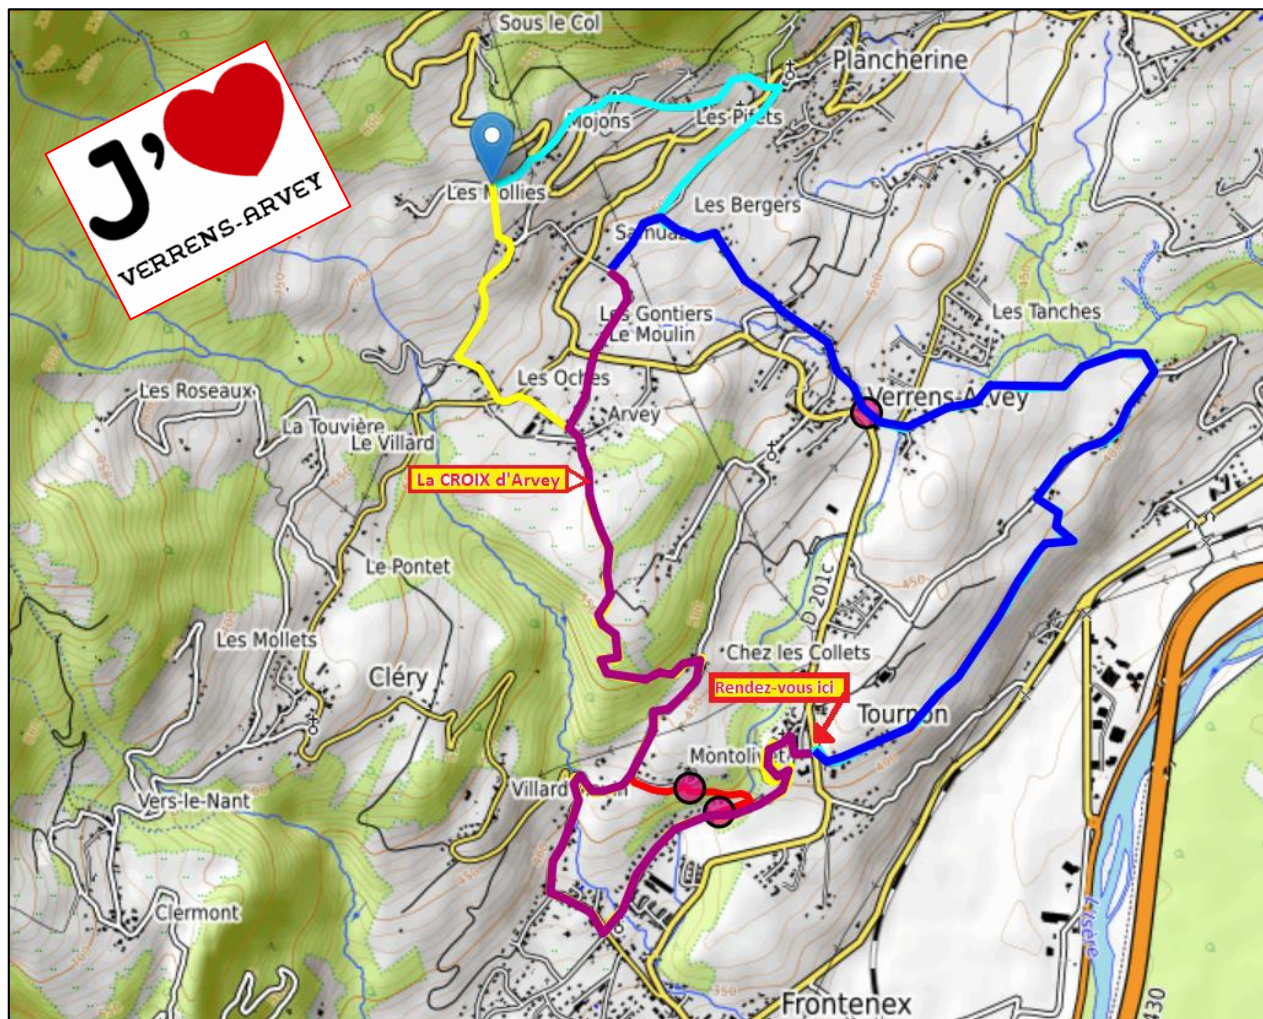 Sous le Col
Plancherine
J'
VERRENS-ARVEY
Mojons
Les Pifets
Les Mollies
Les Bergers
Les Gontiers
Le Moulin
Les Tanches
Les Roseaux
Les Oches
Verrens-Arvey
La Touvière
Arvey
Le Villard
La CROIX d'Arvey
Le Pontet
D 201c
Les Mollets
Chez les Collets
Cléry
Rendez-vous ici
Tournon
Montolivet
Villard
Vers-le-Nant
Clermont
L'Isère
Frontenex
350
430
450